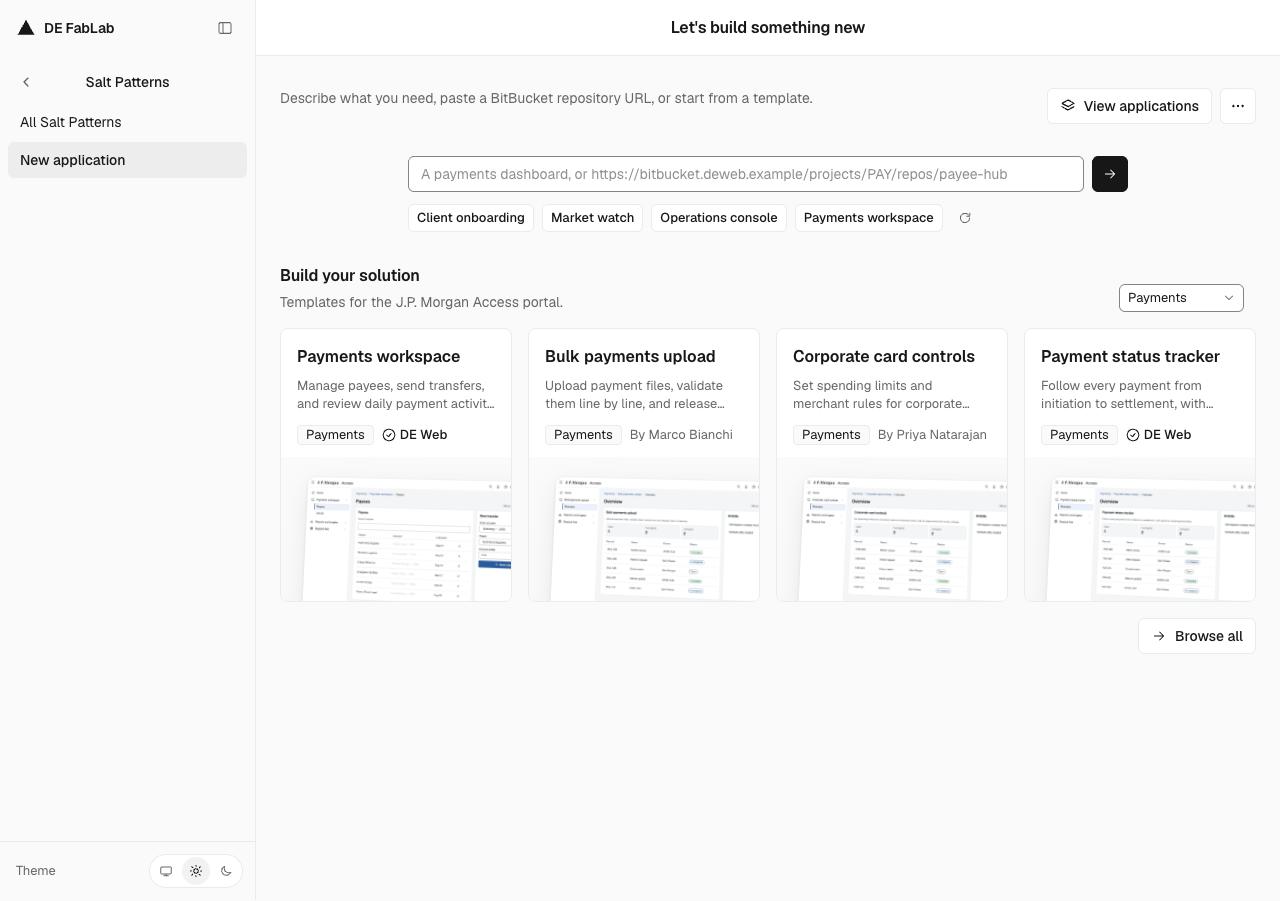 DE FabLab
Let's build something new
Salt Patterns
All Salt Patterns
New application
Describe what you need, paste a BitBucket repository URL, or start from a template.
View applications
A payments dashboard, or https://bitbucket.deweb.example/projects/PAY/repos/payee-hub
Client onboarding
Market watch
Operations console
Payments workspace
Build your solution
Templates for the J.P. Morgan Access portal.
Payments
Payments workspace
Manage payees, send transfers,
and review daily payment activit…
Payments
DE Web
Bulk payments upload
Upload payment files, validate
them line by line, and release…
Payments
By Marco Bianchi
Corporate card controls
Set spending limits and
merchant rules for corporate…
Payments
By Priya Natarajan
Payment status tracker
Follow every payment from
initiation to settlement, with…
Payments
DE Web
Browse all
Theme